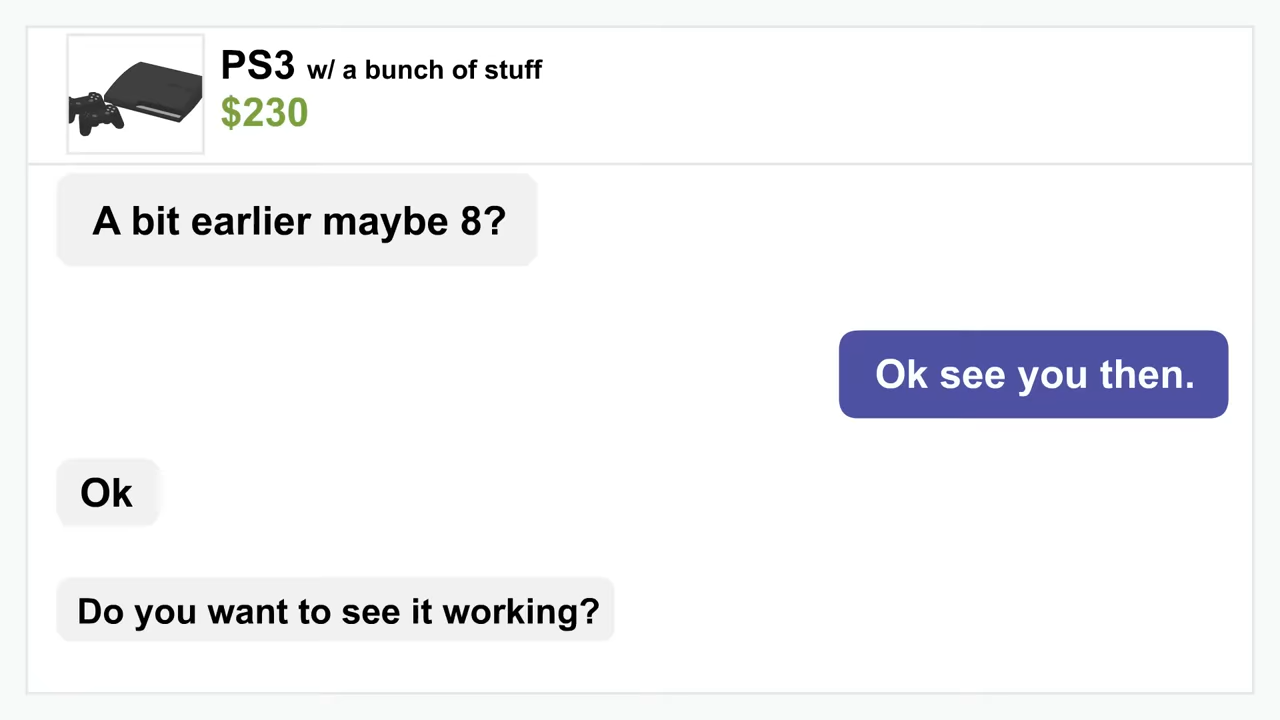 PS3 w/ a bunch of stuff
$230
A bit earlier maybe 8?
Ok see you then.
Ok
Do you want to see it working?